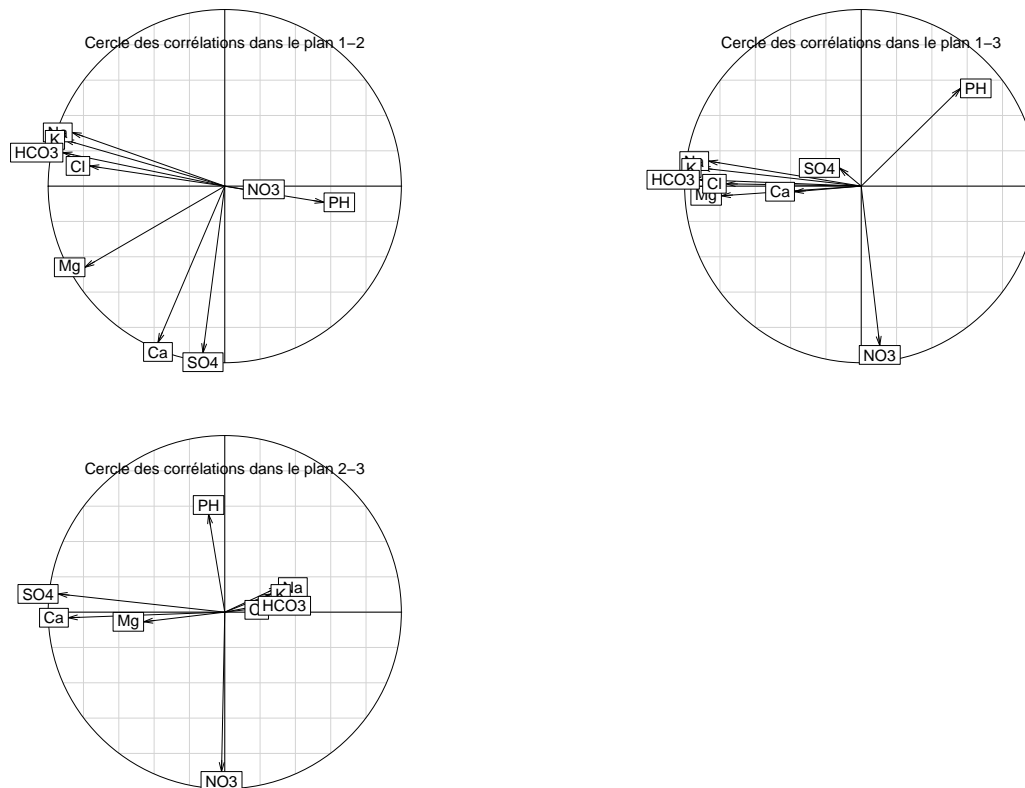 Cercle des corrélations dans le plan 1–2
Na
K
HCO3
Cl
NO3
PH
Mg
Ca
SO4
Cercle des corrélations dans le plan 1–3
PH
SO4
Na
K
HCO3
Cl
Mg
Ca
NO3
Cercle des corrélations dans le plan 2–3
PH
SO4
Ca
Mg
Na
K
HCO3
NO3